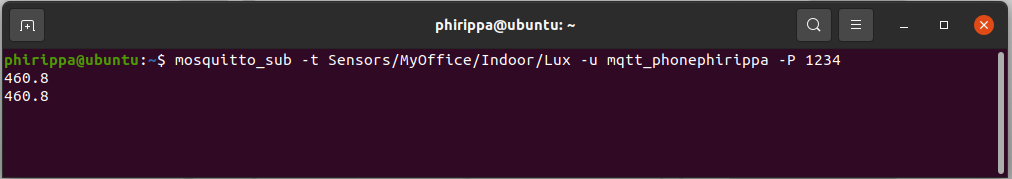 phirippa@ubuntu: ~
phirippa@ubuntu:~$ mosquitto_sub -t Sensors/MyOffice/Indoor/Lux -u mqtt_phonephirippa -P 1234
460.8
460.8